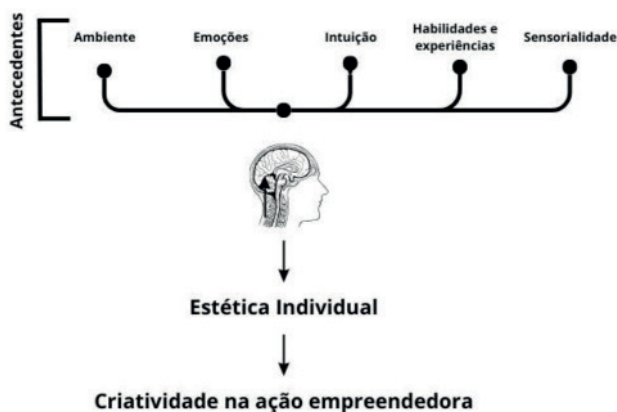 Antecedentes
Ambiente
Emoções
Intuição
Habilidades e
experiências
Sensorialidade
Estética Individual
Criatividade na ação empreendedora